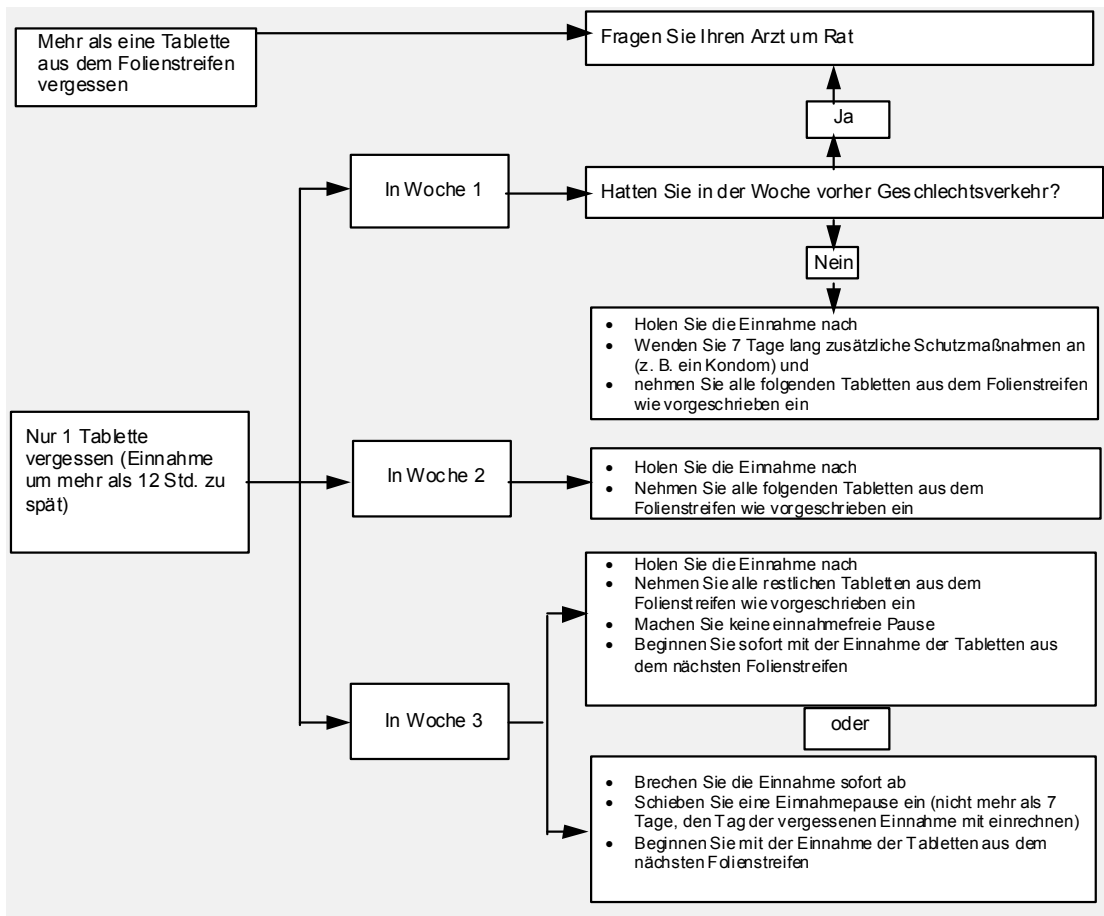 Mehr als eine Tablette
aus dem Folienstreifen
vergessen
Fragen Sie Ihren Arzt um Rat
Ja
In Woche 1
Hatten Sie in der Woche vorher Geschlechtsverkehr?
Nein
• Holen Sie die Einnahme nach
• Wenden Sie 7 Tage lang zusätzliche Schutzmaßnahmen an
(z. B. ein Kondom) und
• nehmen Sie alle folgenden Tabletten aus dem Folienstreifen
wie vorgeschrieben ein
Nur 1 Tablette
vergessen (Einnahme
um mehr als 12 Std. zu
spät)
In Woche 2
• Holen Sie die Einnahme nach
• Nehmen Sie alle folgenden Tabletten aus dem
Folienstreifen wie vorgeschrieben ein
In Woche 3
• Holen Sie die Einnahme nach
• Nehmen Sie alle restlichen Tabletten aus dem
Folienstreifen wie vorgeschrieben ein
• Machen Sie keine einnahmefreie Pause
• Beginnen Sie sofort mit der Einnahme der Tabletten aus
dem nächsten Folienstreifen
oder
• Brechen Sie die Einnahme sofort ab
• Schieben Sie eine Einnahmepause ein (nicht mehr als 7
Tage, den Tag der vergessenen Einnahme mit einrechnen)
• Beginnen Sie mit der Einnahme der Tabletten aus dem
nächsten Folienstreifen